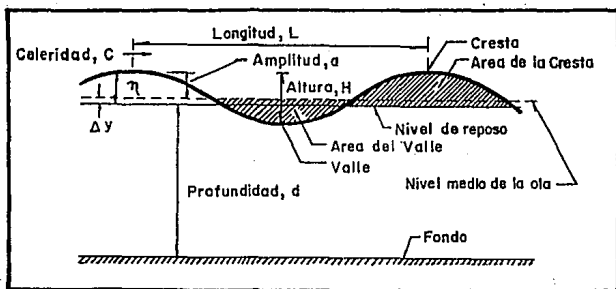 Longitud, L
Celeridad, C
Cresta
Area de la Cresta
Amplitud, a
Altura, H
η
Δy
Nivel de reposo
Area del Valle
Valle
Nivel medio de la ola
Profundidad, d
Fondo